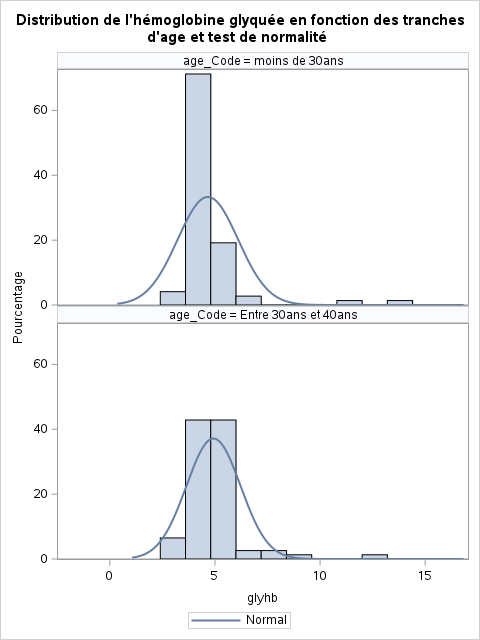 Distribution de l'hémoglobine glyquée en fonction des tranches
d'age et test de normalité
age_Code = moins de 30ans
60
40
20
0
Pourcentage
age_Code = Entre 30ans et 40ans
60
40
20
0
0 5 10 15
glyhb
Normal